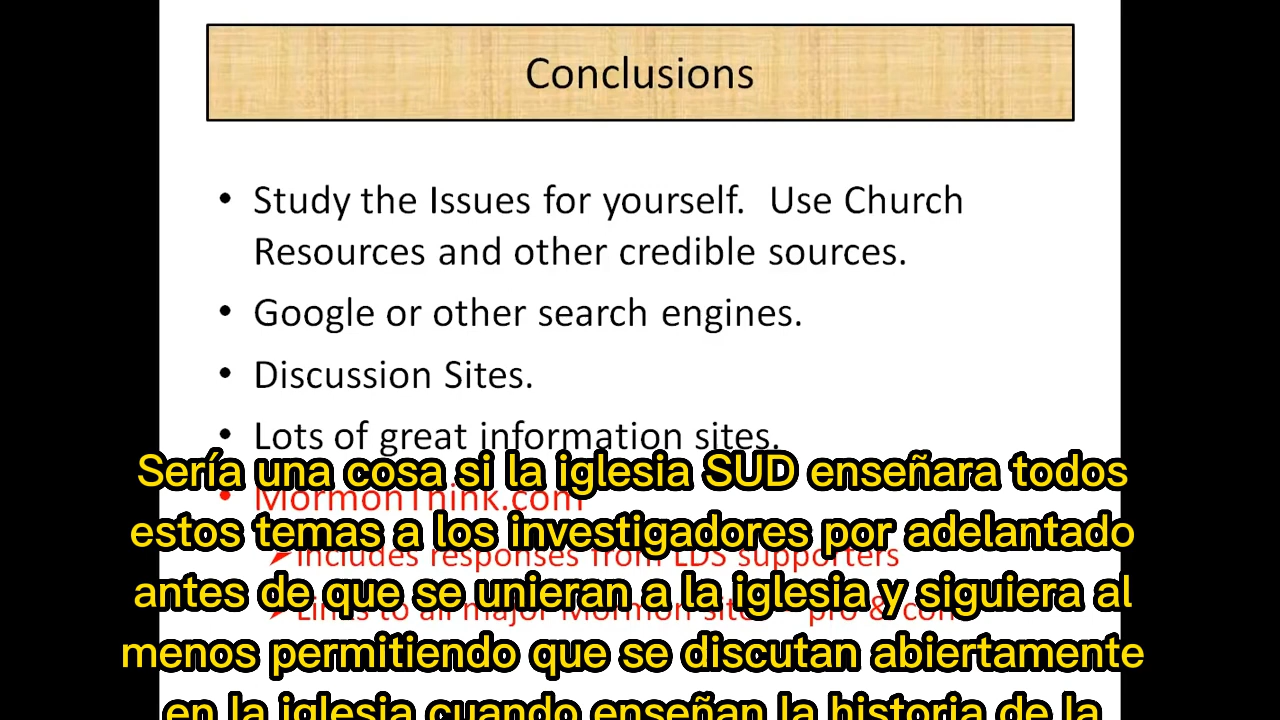 Conclusions
• Study the Issues for yourself. Use Church
Resources and other credible sources.
• Google or other search engines.
• Discussion Sites.
• Lots of great information sites.
• MormonThink.com
➢Includes responses from LDS supporters
➢Links to all major Mormon sites – pro & con
Sería una cosa si la iglesia SUD enseñara todos
estos temas a los investigadores por adelantado
antes de que se unieran a la iglesia y siguiera al
menos permitiendo que se discutan abiertamente
en la iglesia cuando enseñan la historia de la